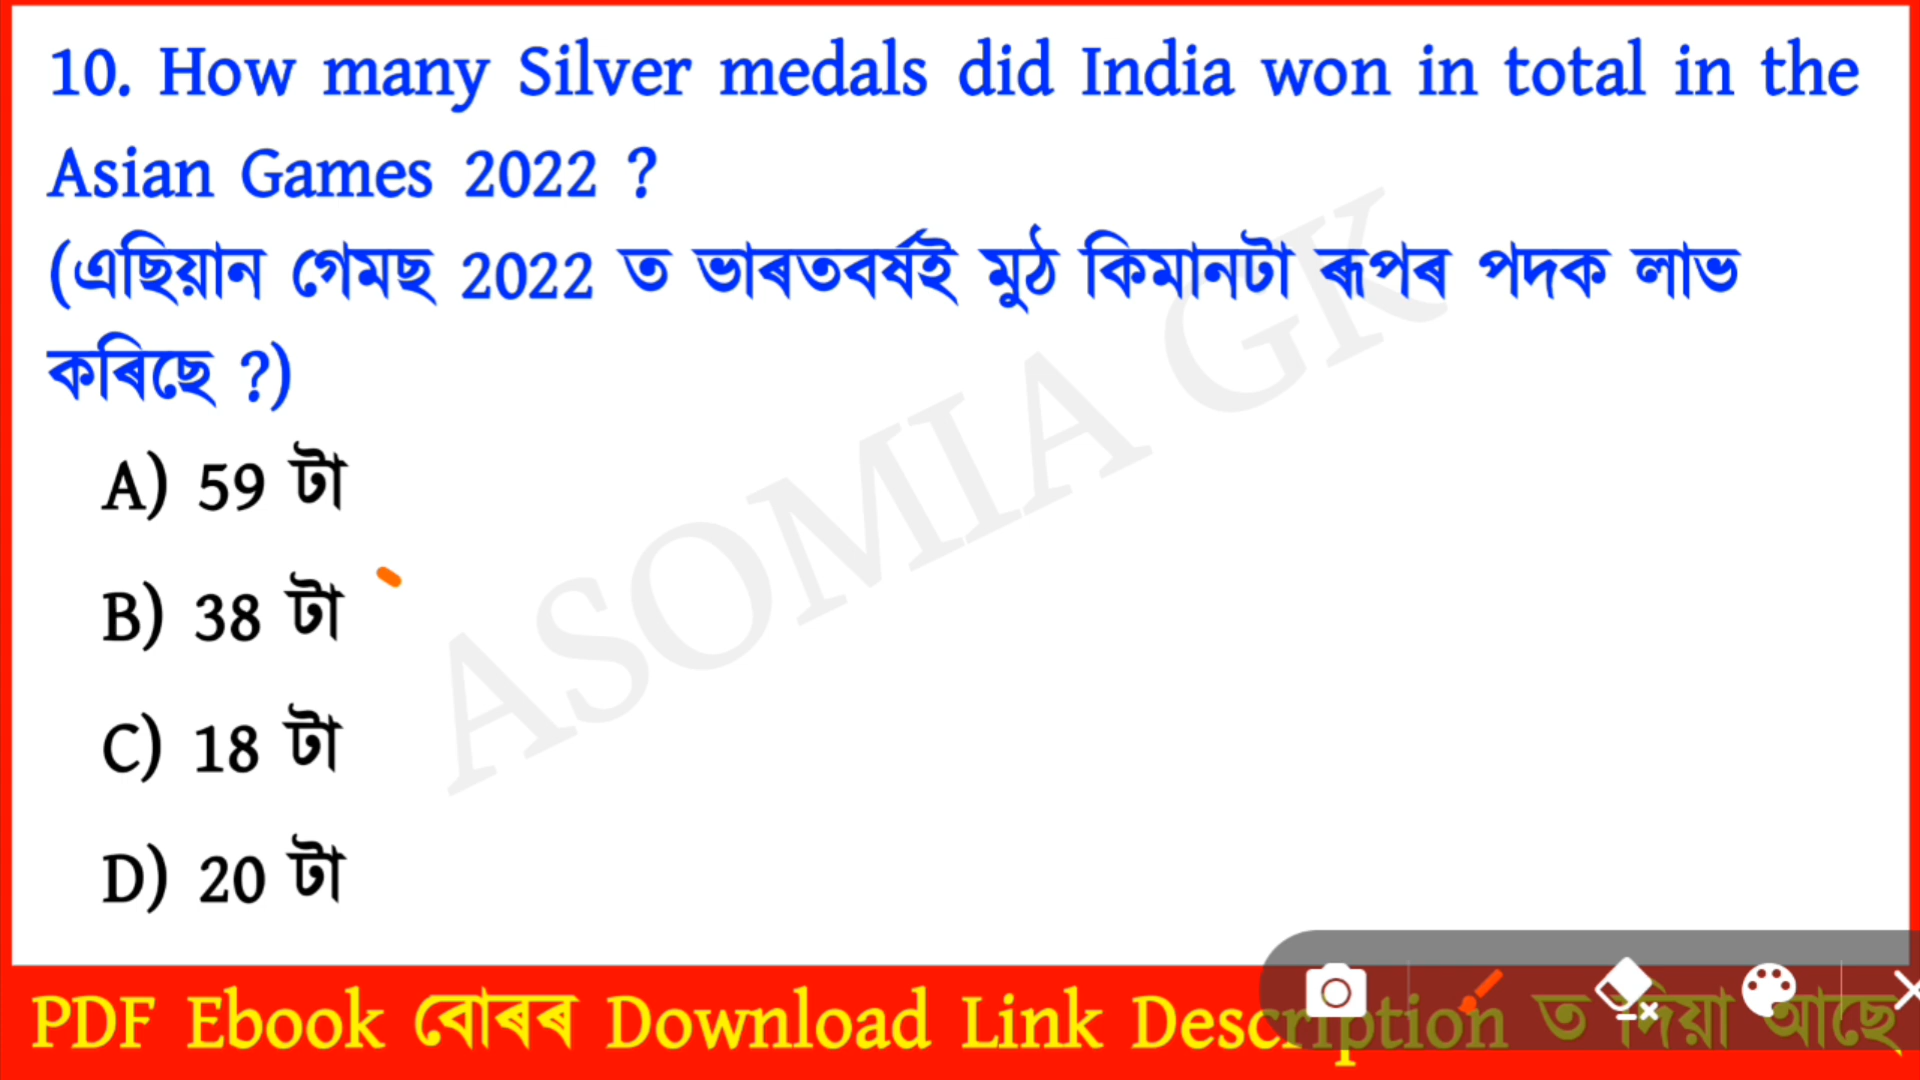 10. How many Silver medals did India won in total in the
Asian Games 2022 ?
(এছিয়ান গেমছ 2022 ত ভাৰতবৰ্ষই মুঠ কিমানটা ৰূপৰ পদক লাভ
কৰিছে ?)
A) 59 টা
B) 38 টা
C) 18 টা
D) 20 টা
ASOMIA GK
PDF Ebook বোৰৰ Download Link Description ত দিয়া আছে